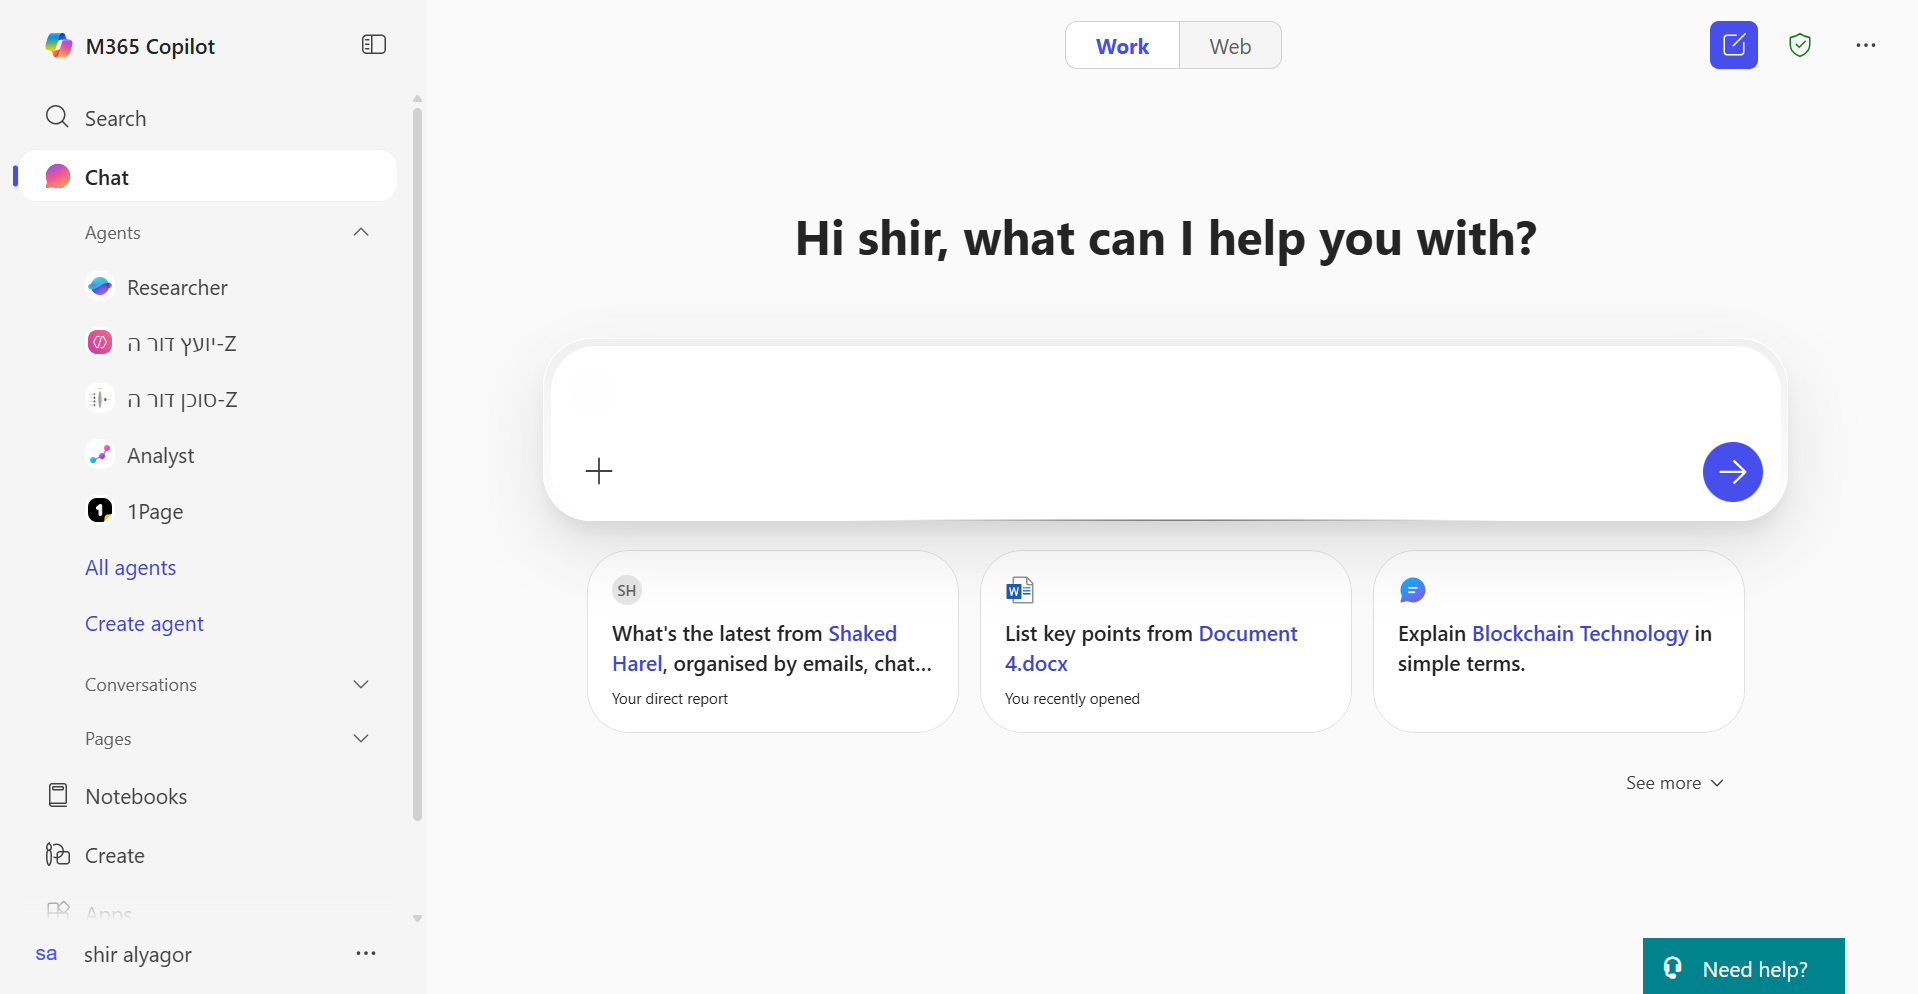 M365 Copilot
Search
Chat
Agents
Researcher
יועץ דור ה-Z
סוכן דור ה-Z
Analyst
1Page
All agents
Create agent
Conversations
Pages
Notebooks
Create
Apps
sa shir alyagor
Work Web
Hi shir, what can I help you with?
SH
What's the latest from Shaked
Harel, organised by emails, chat...
Your direct report
List key points from Document
4.docx
You recently opened
Explain Blockchain Technology in
simple terms.
See more
Need help?